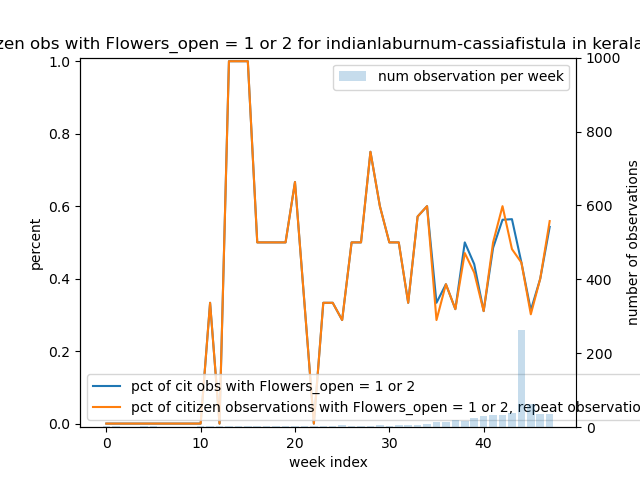 zen obs with Flowers_open = 1 or 2 for indianlaburnum-cassiafistula in kerala
num observation per week
1.0
0.8
0.6
0.4
0.2
0.0
percent
1000
800
600
400
200
0
number of observations
pct of cit obs with Flowers_open = 1 or 2
pct of citizen observations with Flowers_open = 1 or 2, repeat observatio
0 10 20 30 40
week index